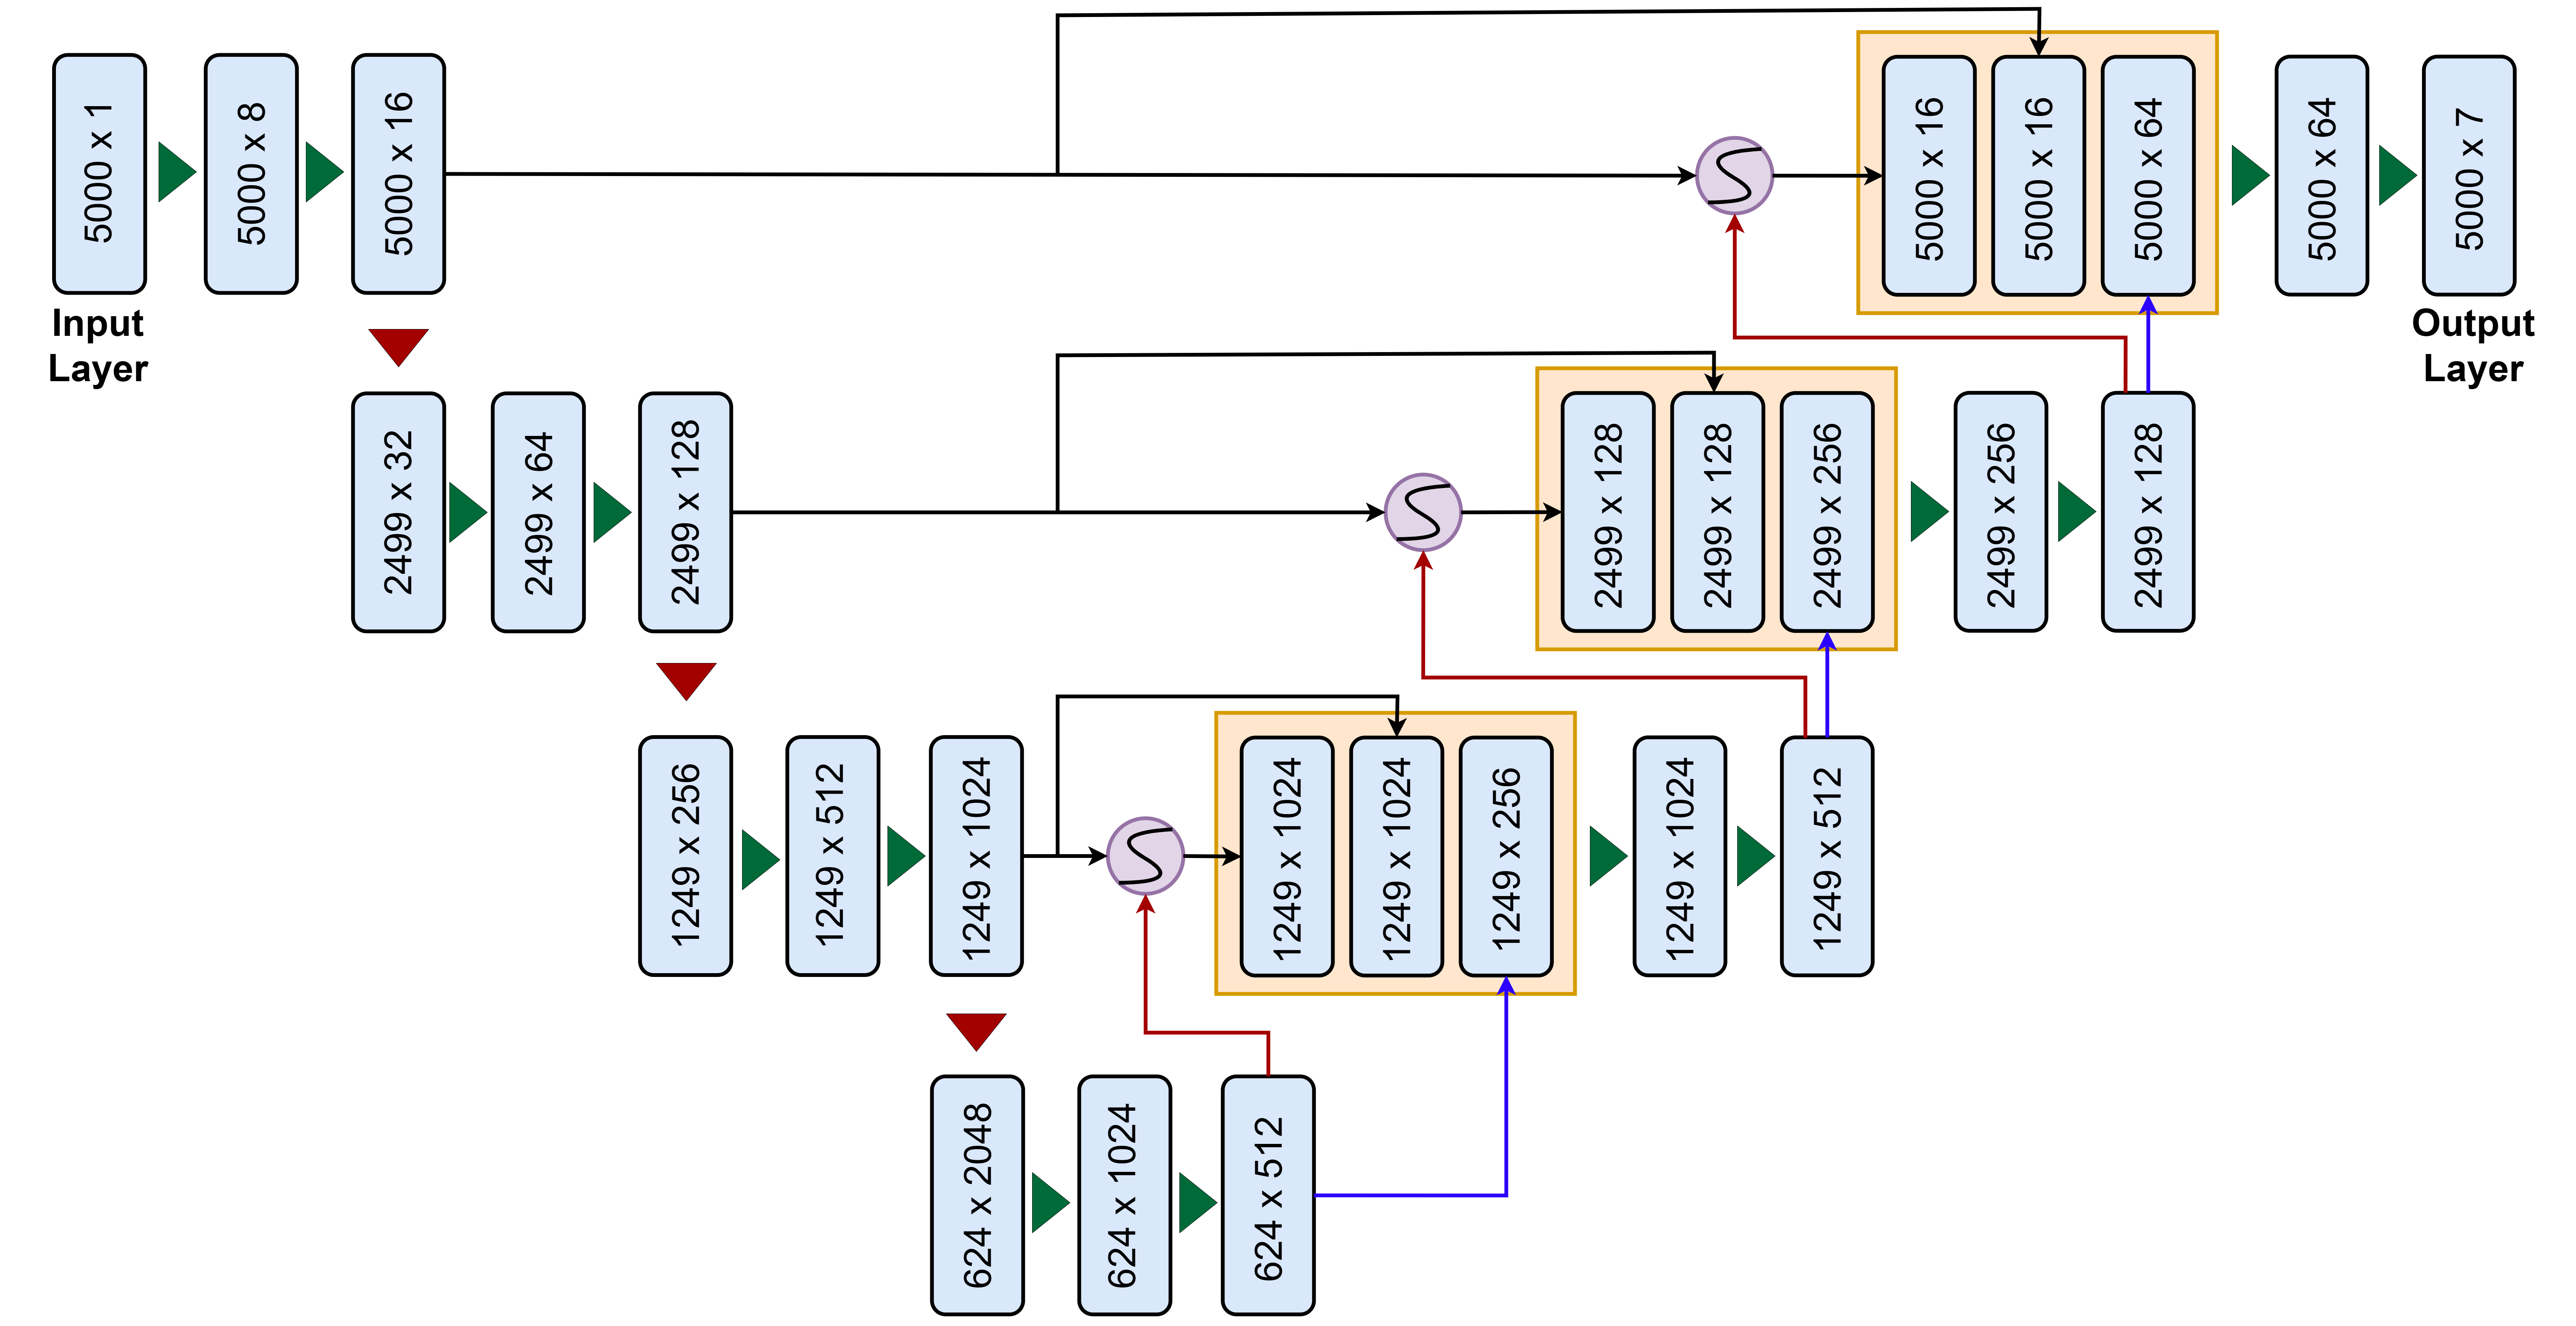 5000 x 1
5000 x 8
5000 x 16
5000 x 16
5000 x 16
5000 x 64
5000 x 64
5000 x 7
Input
Layer
Output
Layer
2499 x 32
2499 x 64
2499 x 128
2499 x 128
2499 x 128
2499 x 256
2499 x 256
2499 x 128
1249 x 256
1249 x 512
1249 x 1024
1249 x 1024
1249 x 1024
1249 x 256
1249 x 1024
1249 x 512
624 x 2048
624 x 1024
624 x 512